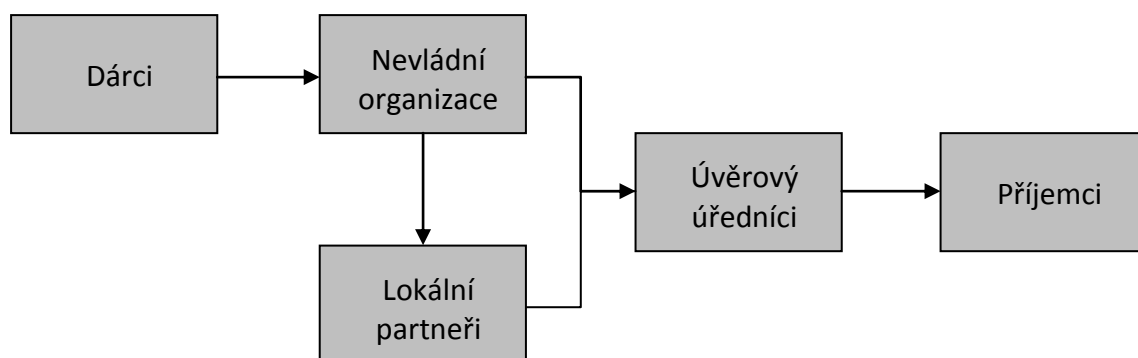 Dárci
Nevládní
organizace
Úvěrový
úředníci
Příjemci
Lokální
partneři